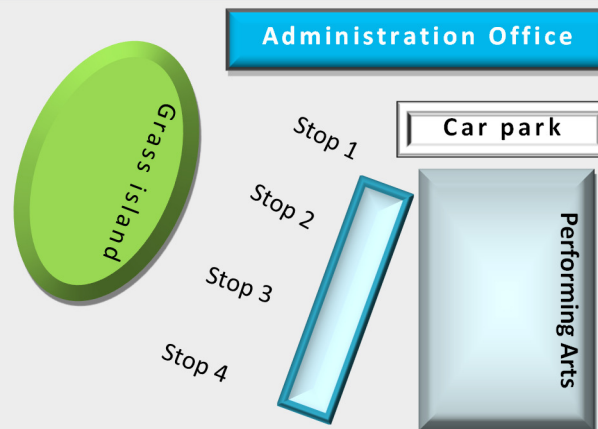 Administration Office
Car park
Grass island
Stop 1
Stop 2
Stop 3
Stop 4
Performing Arts